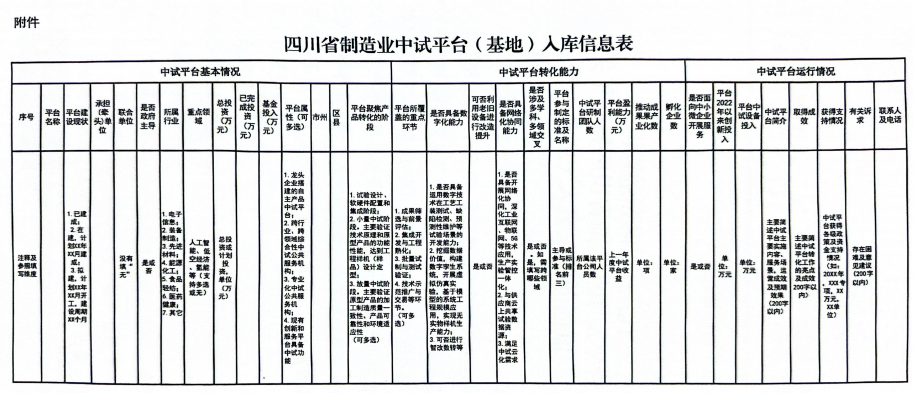 附件
四川省制造业中试平台（基地）入库信息表
中试平台基本情况
中试平台转化能力
中试平台运行情况
序号
平台名称
平台建设现状
承担(牵头)单位
联合单位
是否政府主导
所属行业
重点领域
总投资（万元）
已完成投资（万元）
基金投入（万元）
平台属性（可多选）
市州
区县
平台聚焦产品转化的阶段
平台所覆盖的重点环节
是否具备数字化能力
可否利用老旧设备进行改造提升
是否具备网络化协同能力
是否涉及多学科、多领域交叉
平台参与制定的标准及名称
中试平台研制团队人数
平台盈利能力（万元）
推动成果产业化数
孵化企业数
是否面向中小微企业开展服务
平台2022年以来创新投入
平台中试设备投入
中试平台简介
取得成效
获得支持情况
有关诉求
联系人及电话
注释及参照填写维度
1. 已建成；
2. 在建，计划XX年XX月建成；
3. 拟建，计划XX年XX月开工，建设周期XX个月
没有填“无”
是或否
1. 电子信息；
2. 装备制造；
3. 先进材料；
4. 能源化工；
5. 食品轻纺；
6. 医药健康；
7. 其它
人工智能、低空经济、氢能等（支持多选或无）
总投资或计划总投资，单位（万元）
1. 龙头企业搭建的自主产品中试平台；
2. 跨行业、跨领域综合性中试公共服务机构；
3. 专业化中试公共服务机构；
4. 现有创新和服务平台具备中试功能
1. 试验设计、软硬件配置和集成阶段；
2. 小量中试阶段。主要验证技术原理和原型产品的功能性能，达到工程样机（样品）设计定型；
3. 放量中试阶段。主要验证原型产品的加工制造质量一致性、产品可靠性和环境适应性
（可多选）
1. 成果筛选与前景评估；
2. 集成开发与工程熟化；
3. 批量试制与测试验证；
4. 技术示范推广与交易等环节。
（可多选）
1. 是否具备运用数字技术在工艺工装测试、缺陷检测、预测性维护等试验场景的开发能力；
2. 挖掘数据价值，构建数字孪生系统，开展虚拟仿真实验，基于模型的系统工程规模应用，实现无实物样机生产能力；
3. 可否进行智改数转等
是或否
1. 是否具备开展网络化协同，深化工业互联网、物联网、5G等技术应用，生产实验管控一体化；
2. 与供应商云上共享试验数据资源；
3. 满足中试云化需求
是或否。如是，需填写跨哪些领域
主导或参与标准（排名前三）
所属法平台公司人员数
上一年度中试平台收益
单位：项
单位：家
是或否
单位：万元
单位：万元
主要简述中试平台主要实施内容、服务场景、运营成效及预期效果（200字以内）
主要简述中试平台转化工作的亮点及成效200字以内）
中试平台获得各级政策及资金支持情况（如：20XX年，XXX专项，XX万元，XX单位）
存在困难及意见建议（200字以内）